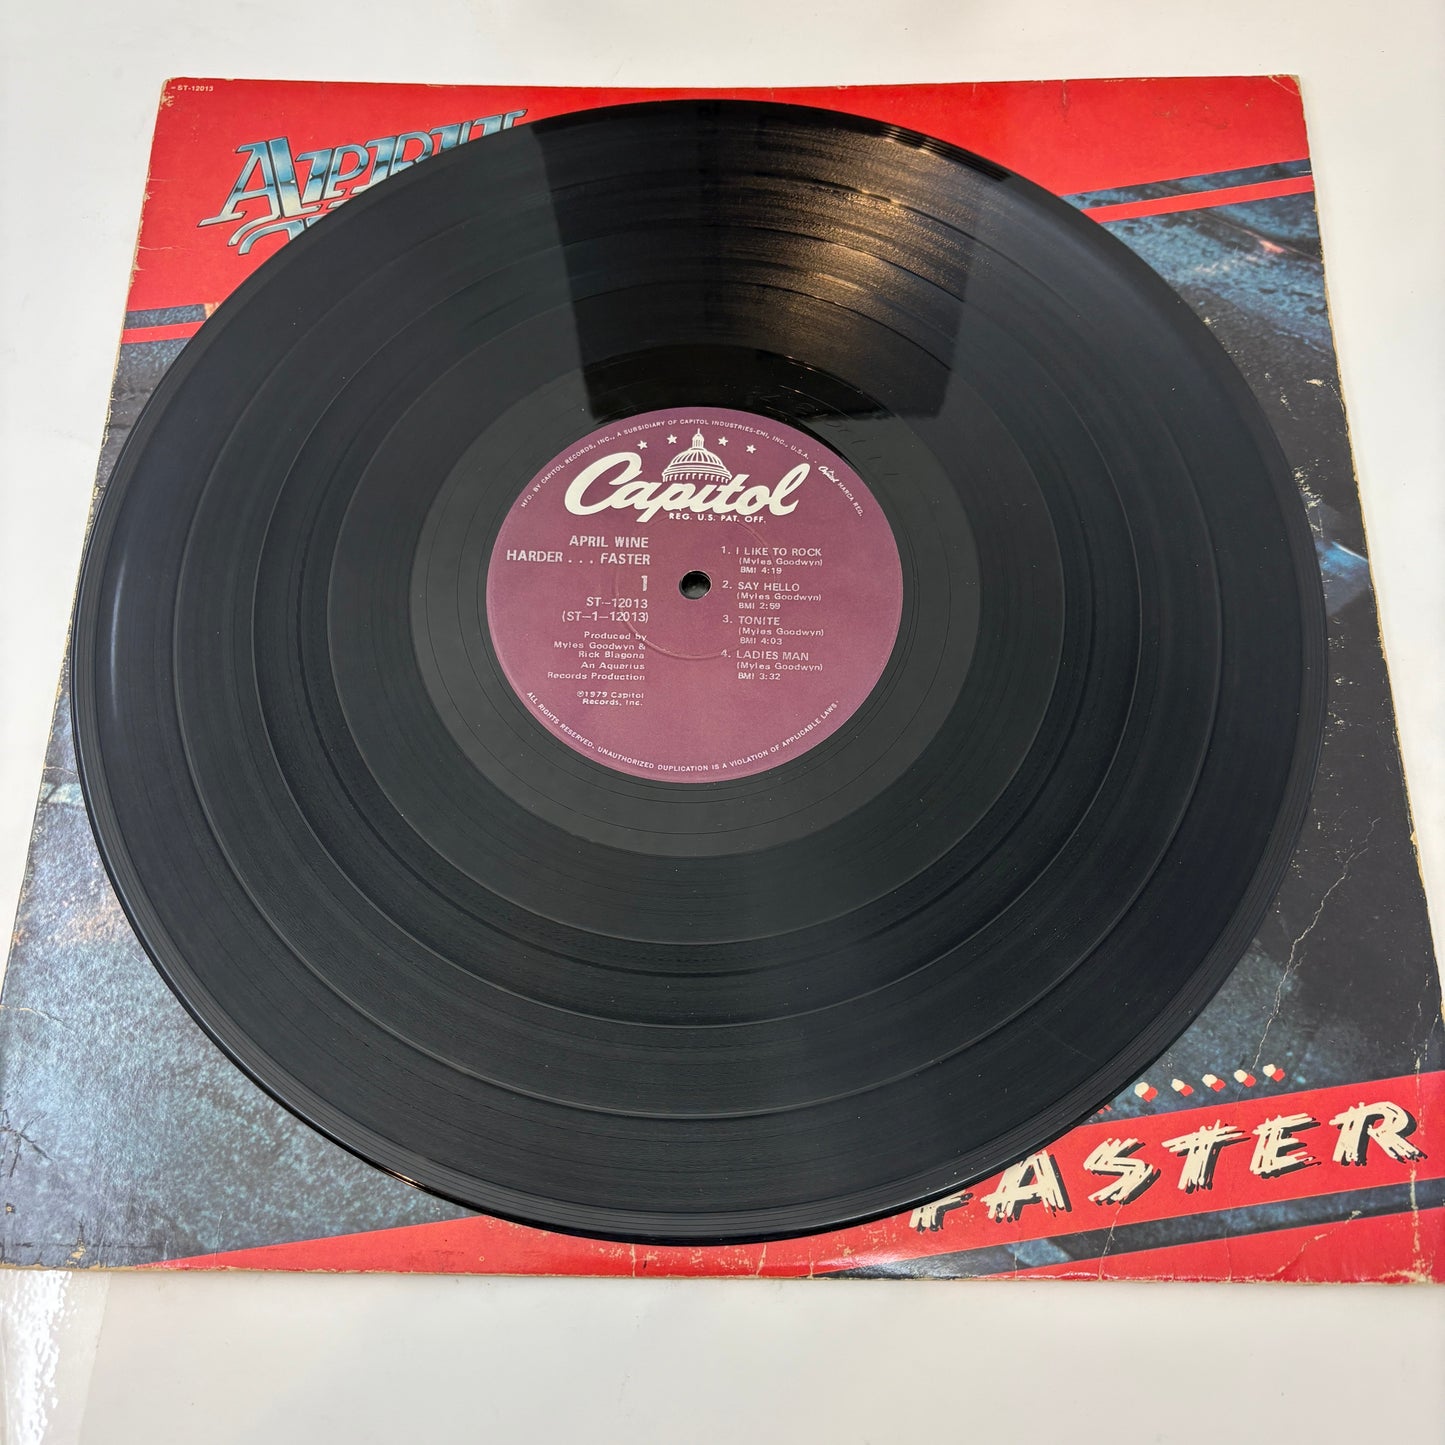 ST-12013
APRIL
MFD. BY CAPITOL RECORDS, INC., A SUBSIDIARY OF CAPITOL INDUSTRIES-EMI, INC., U.S.A. · Capitol MARCA REG.
Capitol
REG. U.S. PAT. OFF.
APRIL WINE
HARDER . . . FASTER
1
ST-12013
(ST-1-12013)
Produced by
Myles Goodwyn &
Rick Blagona
An Aquarius
Records Production
℗1979 Capitol
Records, Inc.
1. I LIKE TO ROCK
(Myles Goodwyn)
BMI 4:19
2. SAY HELLO
(Myles Goodwyn)
BMI 2:59
3. TONITE
(Myles Goodwyn)
BMI 4:03
4. LADIES MAN
(Myles Goodwyn)
BMI 3:32
ALL RIGHTS RESERVED. UNAUTHORIZED DUPLICATION IS A VIOLATION OF APPLICABLE LAWS.
FASTER